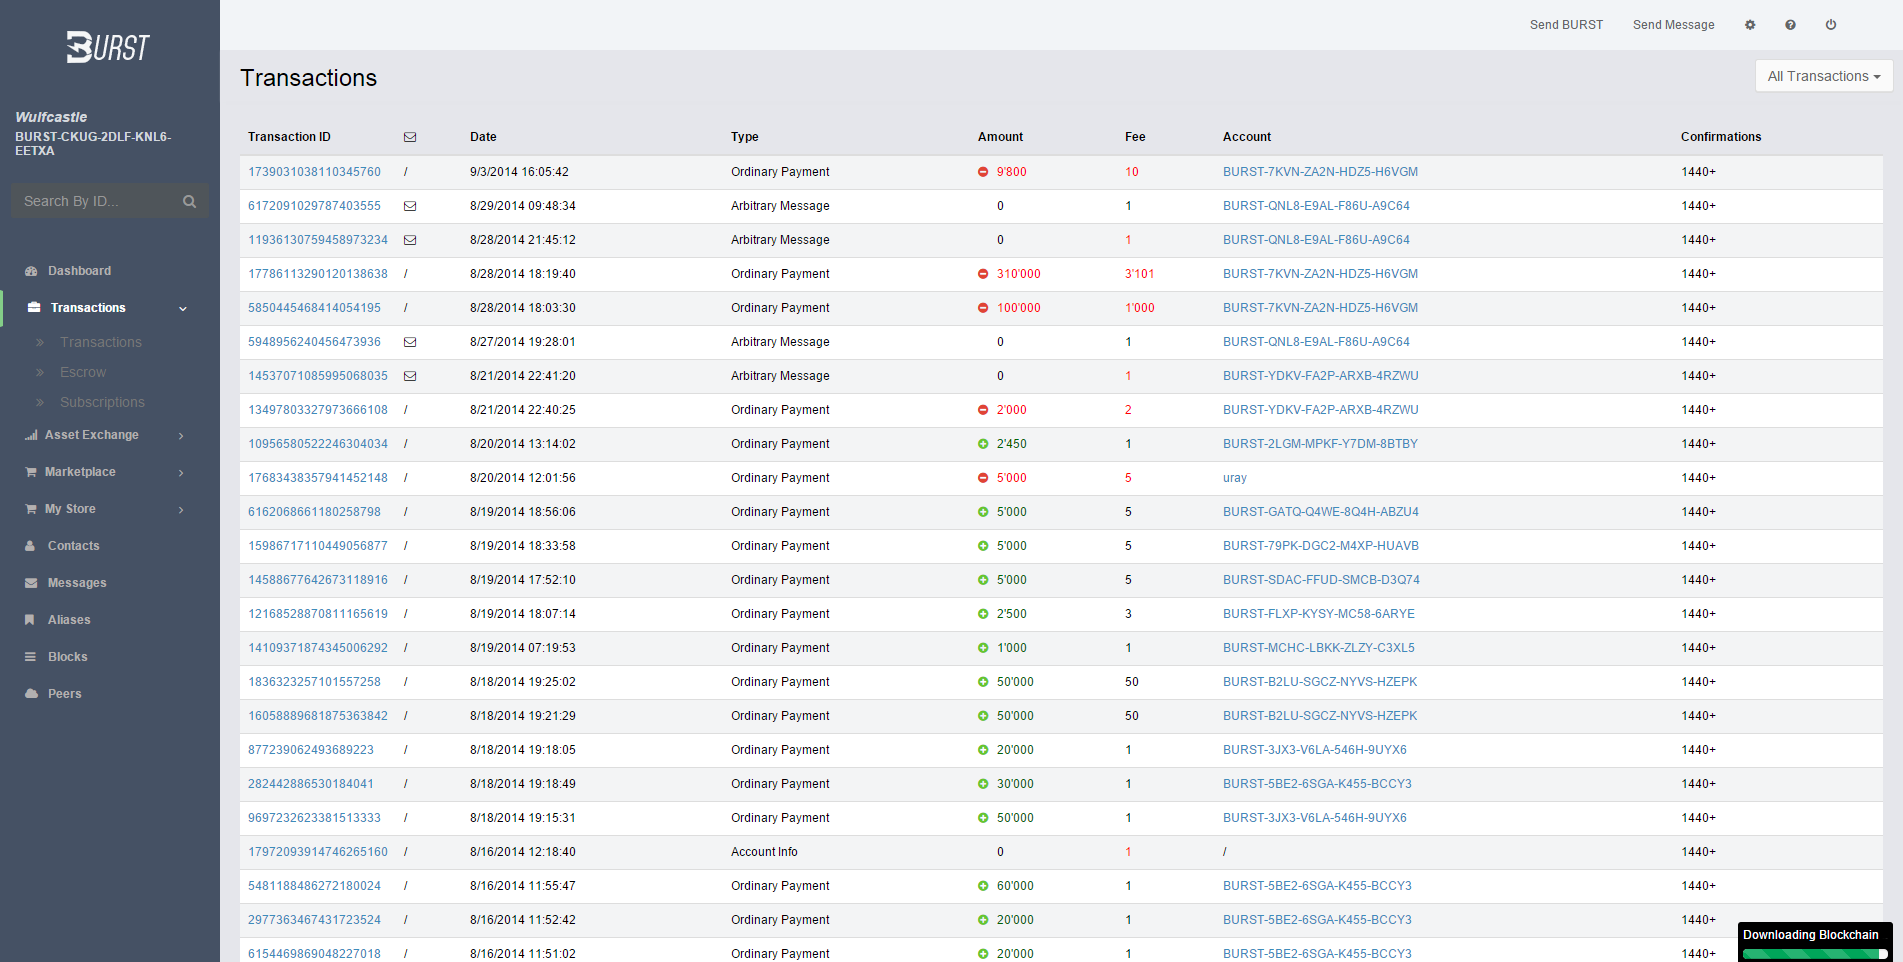 BURST
Send BURST Send Message
Transactions
All Transactions
Wulfcastle
BURST-CKUG-2DLF-KNL6-
EETXA
Search By ID...
Dashboard
Transactions
Transactions
Escrow
Subscriptions
Asset Exchange
Marketplace
My Store
Contacts
Messages
Aliases
Blocks
Peers
Transaction ID Date Type Amount Fee Account Confirmations
1739031038110345760 / 9/3/2014 16:05:42 Ordinary Payment 9'800 10 BURST-7KVN-ZA2N-HDZ5-H6VGM 1440+
6172091029787403555 8/29/2014 09:48:34 Arbitrary Message 0 1 BURST-QNL8-E9AL-F86U-A9C64 1440+
11936130759458973234 8/28/2014 21:45:12 Arbitrary Message 0 1 BURST-QNL8-E9AL-F86U-A9C64 1440+
17786113290120138638 / 8/28/2014 18:19:40 Ordinary Payment 310'000 3'101 BURST-7KVN-ZA2N-HDZ5-H6VGM 1440+
5850445468414054195 / 8/28/2014 18:03:30 Ordinary Payment 100'000 1'000 BURST-7KVN-ZA2N-HDZ5-H6VGM 1440+
5948956240456473936 8/27/2014 19:28:01 Arbitrary Message 0 1 BURST-QNL8-E9AL-F86U-A9C64 1440+
14537071085995068035 8/21/2014 22:41:20 Arbitrary Message 0 1 BURST-YDKV-FA2P-ARXB-4RZWU 1440+
13497803327973666108 / 8/21/2014 22:40:25 Ordinary Payment 2'000 2 BURST-YDKV-FA2P-ARXB-4RZWU 1440+
10956580522246304034 / 8/20/2014 13:14:02 Ordinary Payment 2'450 1 BURST-2LGM-MPKF-Y7DM-8BTBY 1440+
17683438357941452148 / 8/20/2014 12:01:56 Ordinary Payment 5'000 5 uray 1440+
6162068661180258798 / 8/19/2014 18:56:06 Ordinary Payment 5'000 5 BURST-GATQ-Q4WE-8Q4H-ABZU4 1440+
15986717110449056877 / 8/19/2014 18:33:58 Ordinary Payment 5'000 5 BURST-79PK-DGC2-M4XP-HUAVB 1440+
14588677642673118916 / 8/19/2014 17:52:10 Ordinary Payment 5'000 5 BURST-SDAC-FFUD-SMCB-D3Q74 1440+
12168528870811165619 / 8/19/2014 18:07:14 Ordinary Payment 2'500 3 BURST-FLXP-KYSY-MC58-6ARYE 1440+
14109371874345006292 / 8/19/2014 07:19:53 Ordinary Payment 1'000 1 BURST-MCHC-LBKK-ZLZY-C3XL5 1440+
1836323257101557258 / 8/18/2014 19:25:02 Ordinary Payment 50'000 50 BURST-B2LU-SGCZ-NYVS-HZEPK 1440+
16058889681875363842 / 8/18/2014 19:21:29 Ordinary Payment 50'000 50 BURST-B2LU-SGCZ-NYVS-HZEPK 1440+
877239062493689223 / 8/18/2014 19:18:05 Ordinary Payment 20'000 1 BURST-3JX3-V6LA-546H-9UYX6 1440+
282442886530184041 / 8/18/2014 19:18:49 Ordinary Payment 30'000 1 BURST-5BE2-6SGA-K455-BCCY3 1440+
9697232623381513333 / 8/18/2014 19:15:31 Ordinary Payment 50'000 1 BURST-3JX3-V6LA-546H-9UYX6 1440+
17972093914746265160 / 8/16/2014 12:18:40 Account Info 0 1 / 1440+
5481188486272180024 / 8/16/2014 11:55:47 Ordinary Payment 60'000 1 BURST-5BE2-6SGA-K455-BCCY3 1440+
2977363467431723524 / 8/16/2014 11:52:42 Ordinary Payment 20'000 1 BURST-5BE2-6SGA-K455-BCCY3 1440+
6154469869048227018 / 8/16/2014 11:51:02 Ordinary Payment 20'000 1 BURST-5BE2-6SGA-K455-BCCY3 1440+
Downloading Blockchain